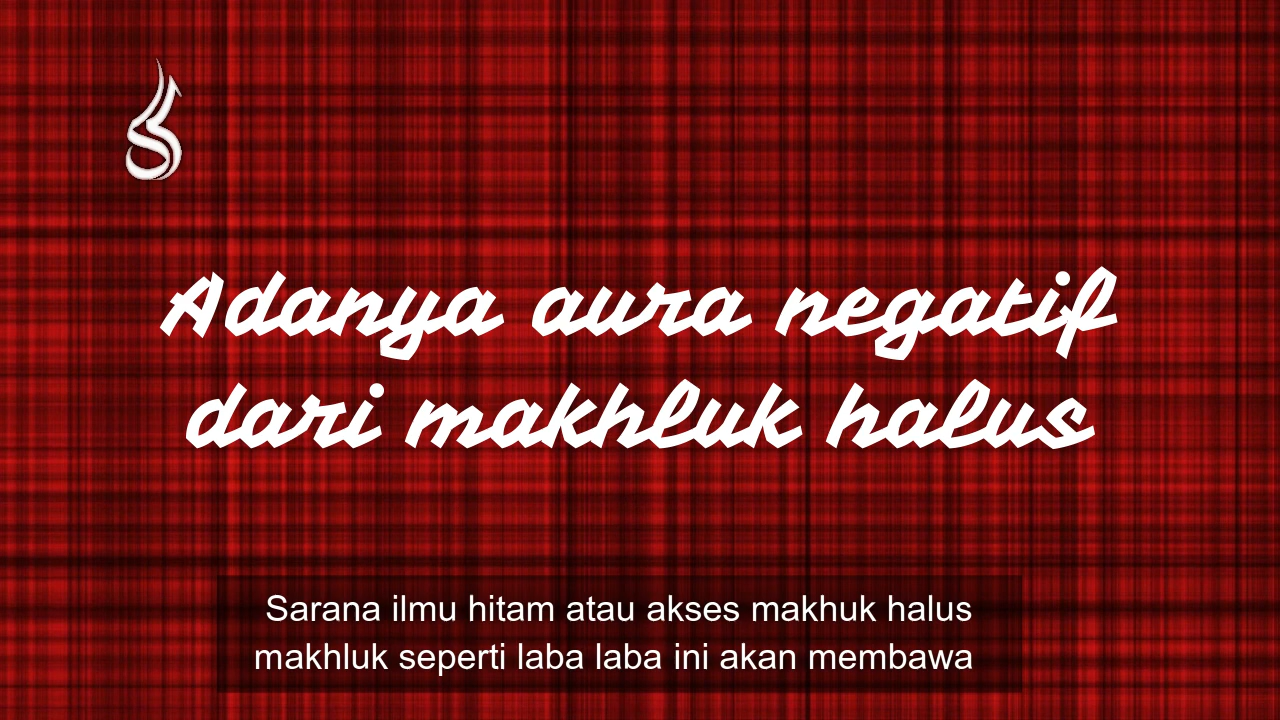 Adanya aura negatif
dari makhluk halus
Sarana ilmu hitam atau akses makhuk halus
makhluk seperti laba laba ini akan membawa